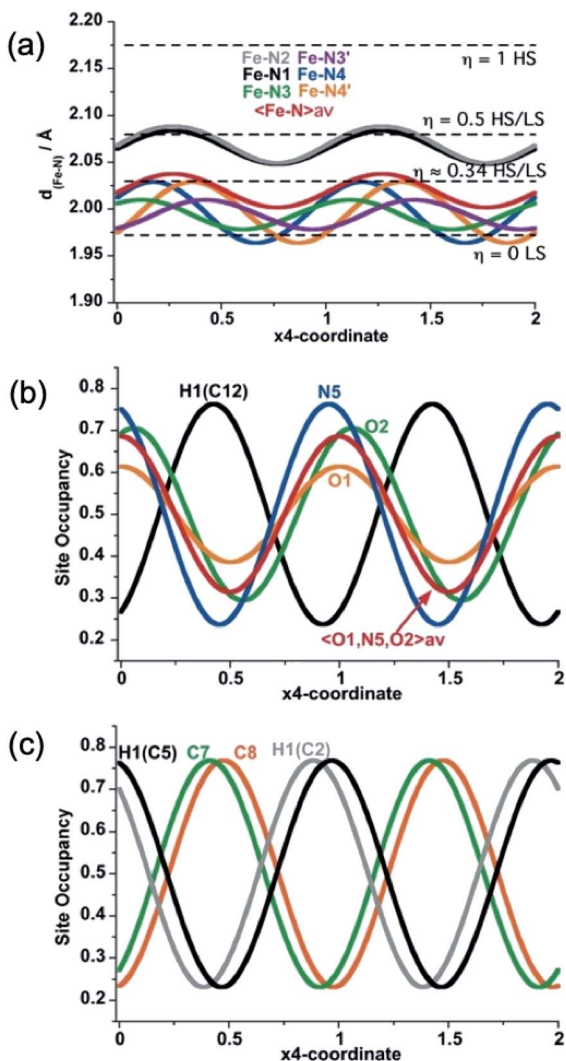 (a)
2.20
2.15
2.10
2.05
2.00
1.95
1.90
d(Fe-N) / Å
Fe-N2 Fe-N3'
Fe-N1 Fe-N4
Fe-N3 Fe-N4'
<Fe-N>av
η = 1 HS
η = 0.5 HS/LS
η ≈ 0.34 HS/LS
η = 0 LS
0 0.5 1 1.5 2
x4-coordinate
(b)
0.8
0.7
0.6
0.5
0.4
0.3
0.2
Site Occupancy
H1(C12) N5
O2
O1
<O1,N5,O2>av
0 0.5 1 1.5 2
x4-coordinate
(c)
0.8
0.7
0.6
0.5
0.4
0.3
0.2
Site Occupancy
H1(C5) C7 C8 H1(C2)
0 0.5 1 1.5 2
x4-coordinate